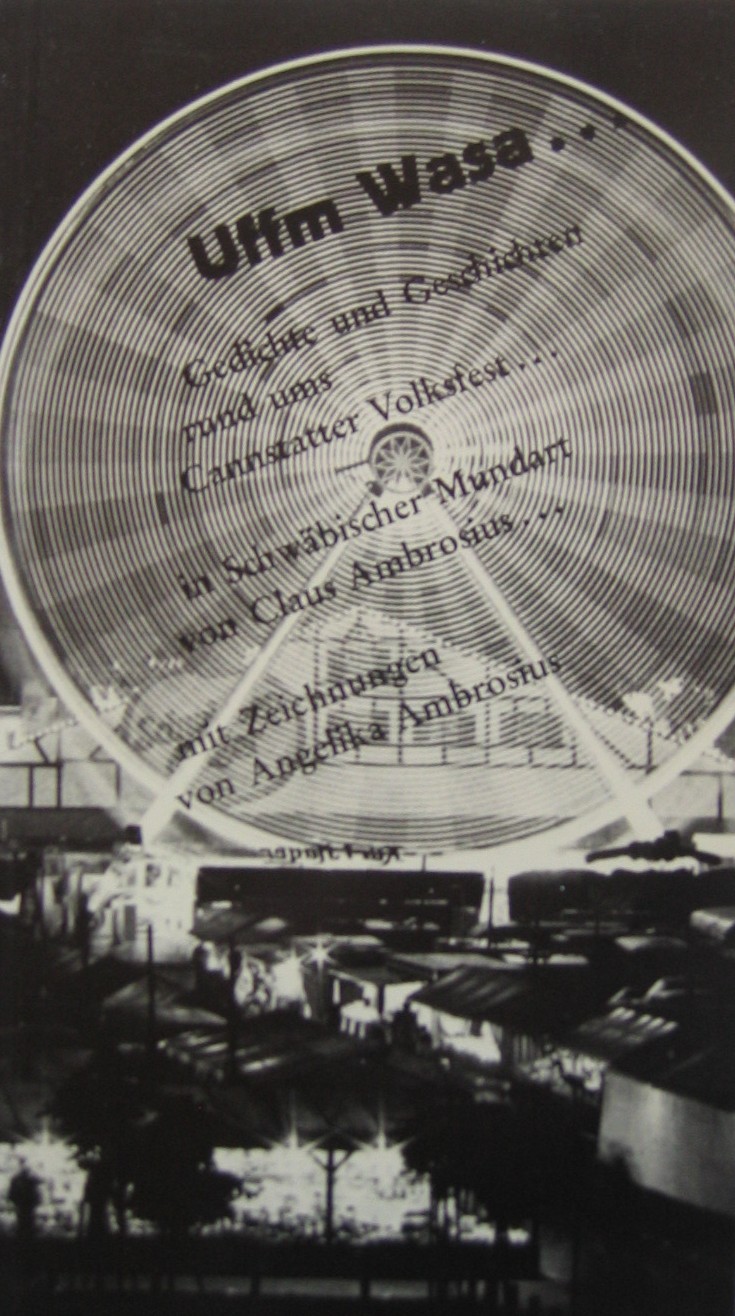 Uffm Wasa...
Gedichte und Geschichten
rund ums
Cannstatter Volksfest...
in Schwäbischer Mundart
von Claus Ambrosius...
mit Zeichnungen
von Angelika Ambrosius